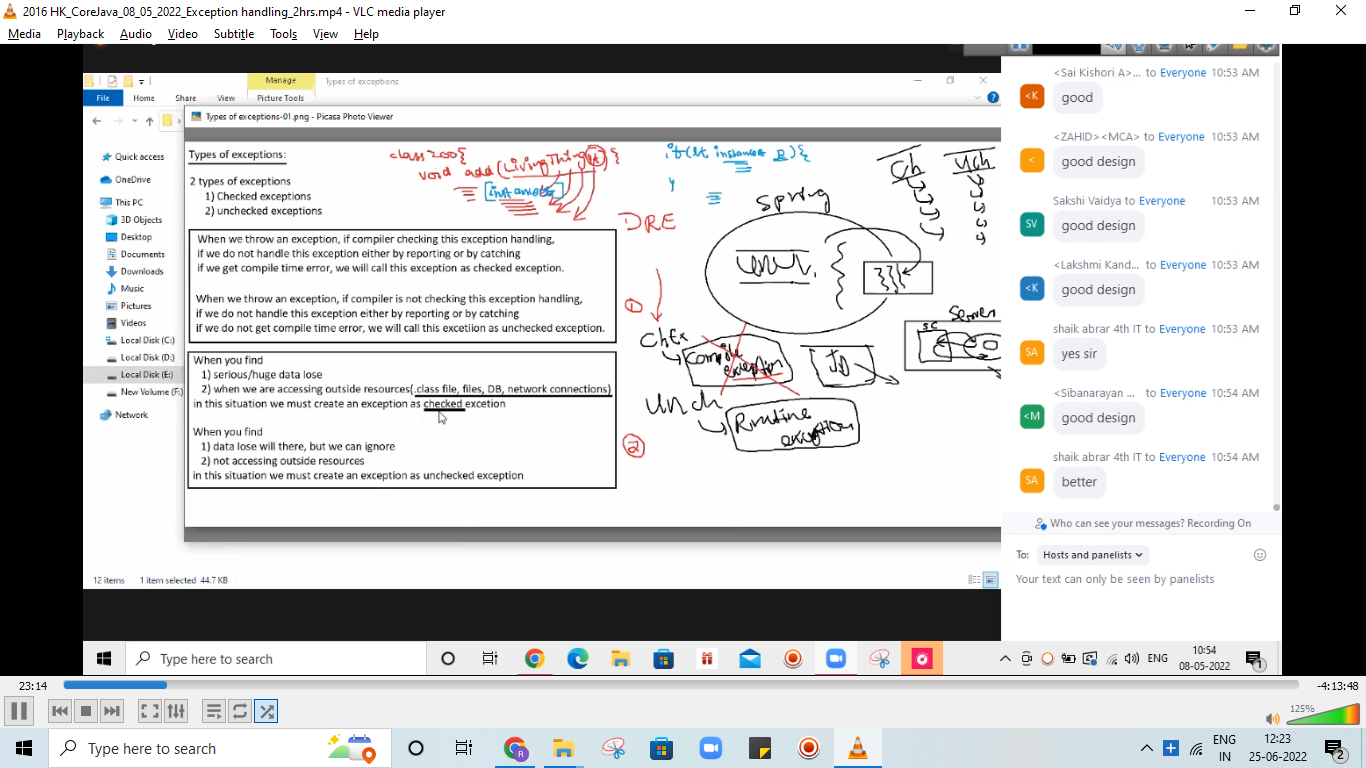 2016 HK_CoreJava_08_05_2022_Exception handling_2hrs.mp4 - VLC media player
Media Playback Audio Video Subtitle Tools View Help
Manage
Types of exceptions
File Home Share View Picture Tools
Types of exceptions-01.png - Picasa Photo Viewer
Quick access
OneDrive
This PC
3D Objects
Desktop
Documents
Downloads
Music
Pictures
Videos
Local Disk (C:)
Local Disk (D:)
Local Disk (E:)
New Volume (F:)
Network
12 items 1 item selected 44.7 KB
Types of exceptions:
2 types of exceptions
1) Checked exceptions
2) unchecked exceptions
When we throw an exception, if compiler checking this exception handling,
if we do not handle this exception either by reporting or by catching
if we get compile time error, we will call this exception as checked exception.
When we throw an exception, if compiler is not checking this exception handling,
if we do not handle this exception either by reporting or by catching
if we do not get compile time error, we will call this excetiion as unchecked exception.
When you find
1) serious/huge data lose
2) when we are accessing outside resources(.class file, files, DB, network connections)
in this situation we must create an exception as checked excetion
When you find
1) data lose will there, but we can ignore
2) not accessing outside resources
in this situation we must create an exception as unchecked exception
class Zoo{
void add(LivingThing lt){
if(lt instanceof
}
DRE
Spring
Ch
Uch
Server
SC
1
ChEx
Compile
exception
Unch
Runtime
exception
2
<Sai Kishori A>... to Everyone 10:53 AM
<K
good
<ZAHID><MCA> to Everyone 10:53 AM
<
good design
Sakshi Vaidya to Everyone 10:53 AM
SV
good design
<Lakshmi Kand... to Everyone 10:53 AM
<K
good design
shaik abrar 4th IT to Everyone 10:53 AM
SA
yes sir
<Sibanarayan ... to Everyone 10:54 AM
<M
good design
shaik abrar 4th IT to Everyone 10:54 AM
SA
better
Who can see your messages? Recording On
To: Hosts and panelists
Your text can only be seen by panelists
Type here to search
ENG
10:54
08-05-2022
1
23:14
-4:13:48
125%
Type here to search
R
ENG
IN
12:23
25-06-2022
2